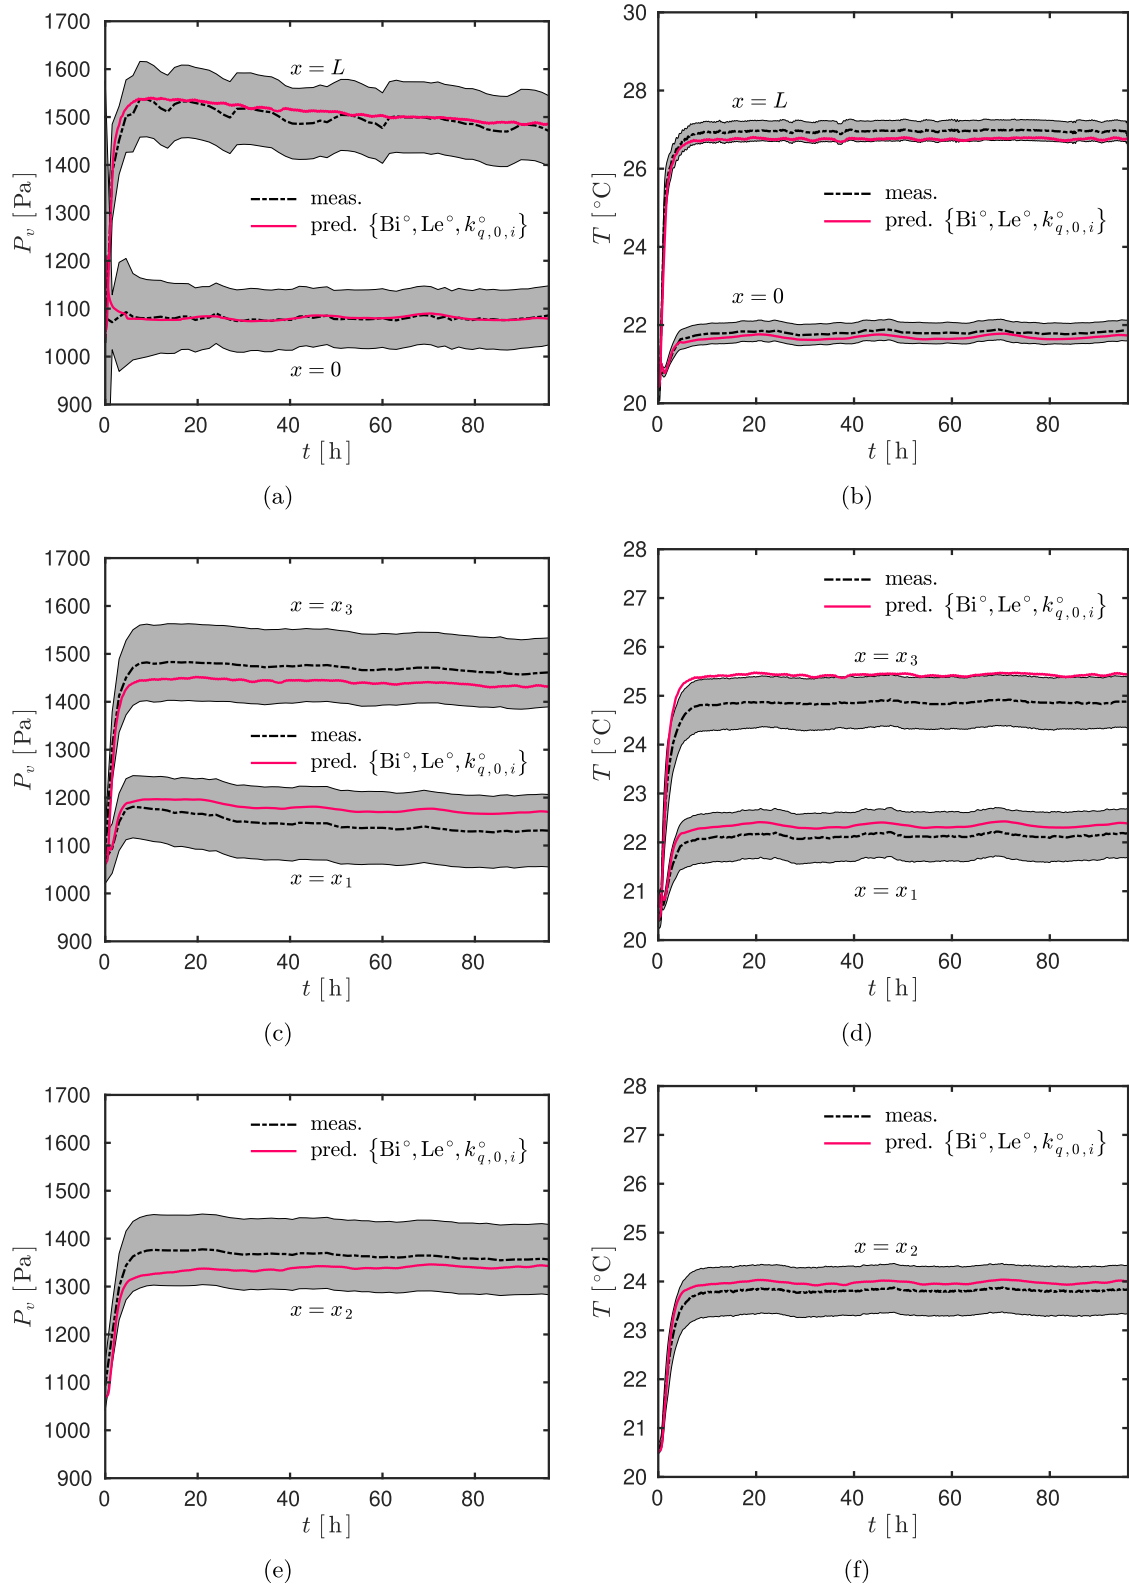 1700
1600
1500
1400
1300
1200
1100
1000
900
P_v [Pa]
x = L
meas.
pred. {Bi°, Le°, k°_{q,0,i}}
x = 0
0 20 40 60 80
t [h]
(a)
30
28
26
24
22
20
T [°C]
x = L
meas.
pred. {Bi°, Le°, k°_{q,0,i}}
x = 0
0 20 40 60 80
t [h]
(b)
1700
1600
1500
1400
1300
1200
1100
1000
900
P_v [Pa]
x = x_3
meas.
pred. {Bi°, Le°, k°_{q,0,i}}
x = x_1
0 20 40 60 80
t [h]
(c)
28
27
26
25
24
23
22
21
20
T [°C]
meas.
pred. {Bi°, Le°, k°_{q,0,i}}
x = x_3
x = x_1
0 20 40 60 80
t [h]
(d)
1700
1600
1500
1400
1300
1200
1100
1000
900
P_v [Pa]
meas.
pred. {Bi°, Le°, k°_{q,0,i}}
x = x_2
0 20 40 60 80
t [h]
(e)
28
27
26
25
24
23
22
21
20
T [°C]
meas.
pred. {Bi°, Le°, k°_{q,0,i}}
x = x_2
0 20 40 60 80
t [h]
(f)